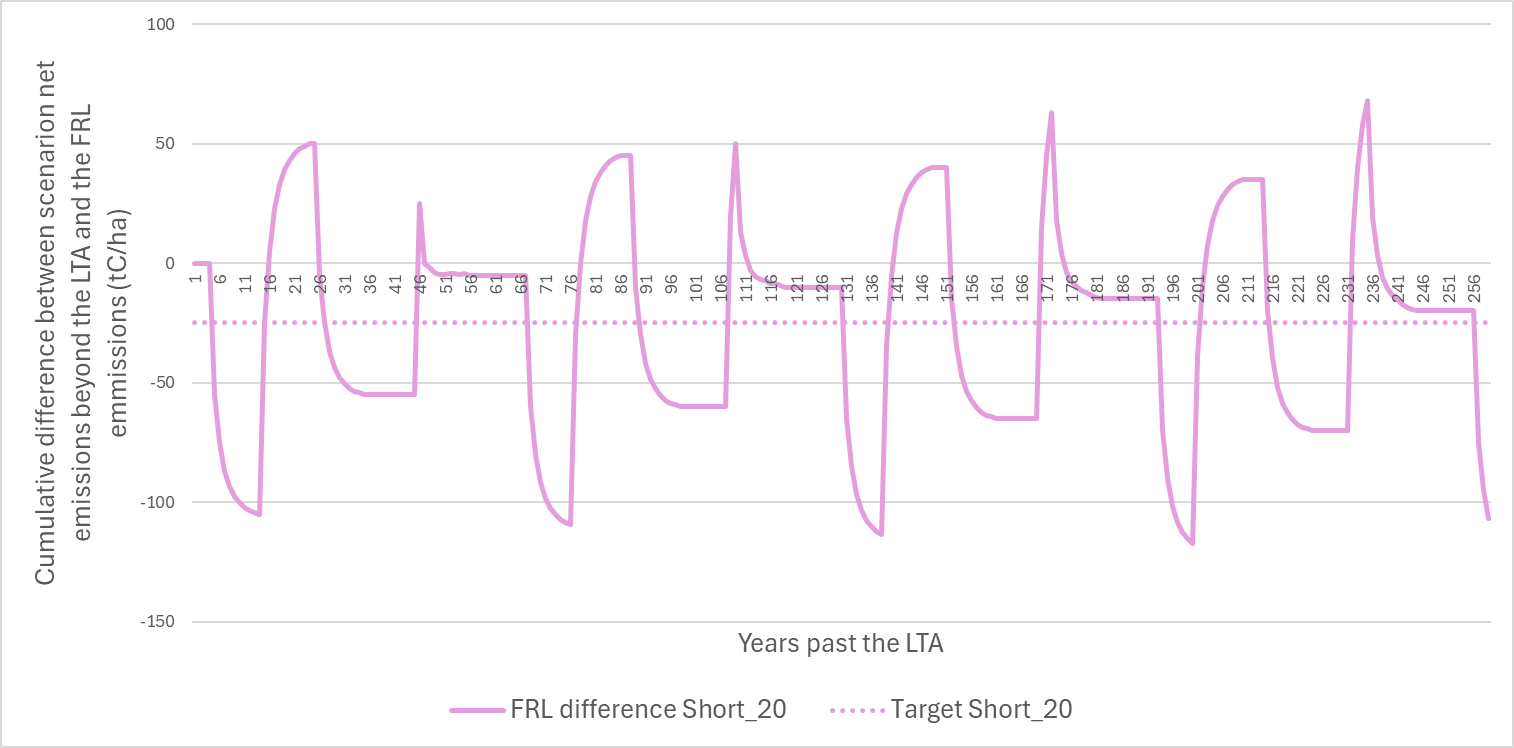 100
50
0
-50
-100
-150
Cumulative difference between scenarion net
emissions beyond the LTA and the FRL
emmissions (tC/ha)
1 6 11 16 21 26 31 36 41 46 51 56 61 66 71 76 81 86 91 96 101 106 111 116 121 126 131 136 141 146 151 156 161 166 171 176 181 186 191 196 201 206 211 216 221 226 231 236 241 246 251 256
Years past the LTA
FRL difference Short_20 Target Short_20